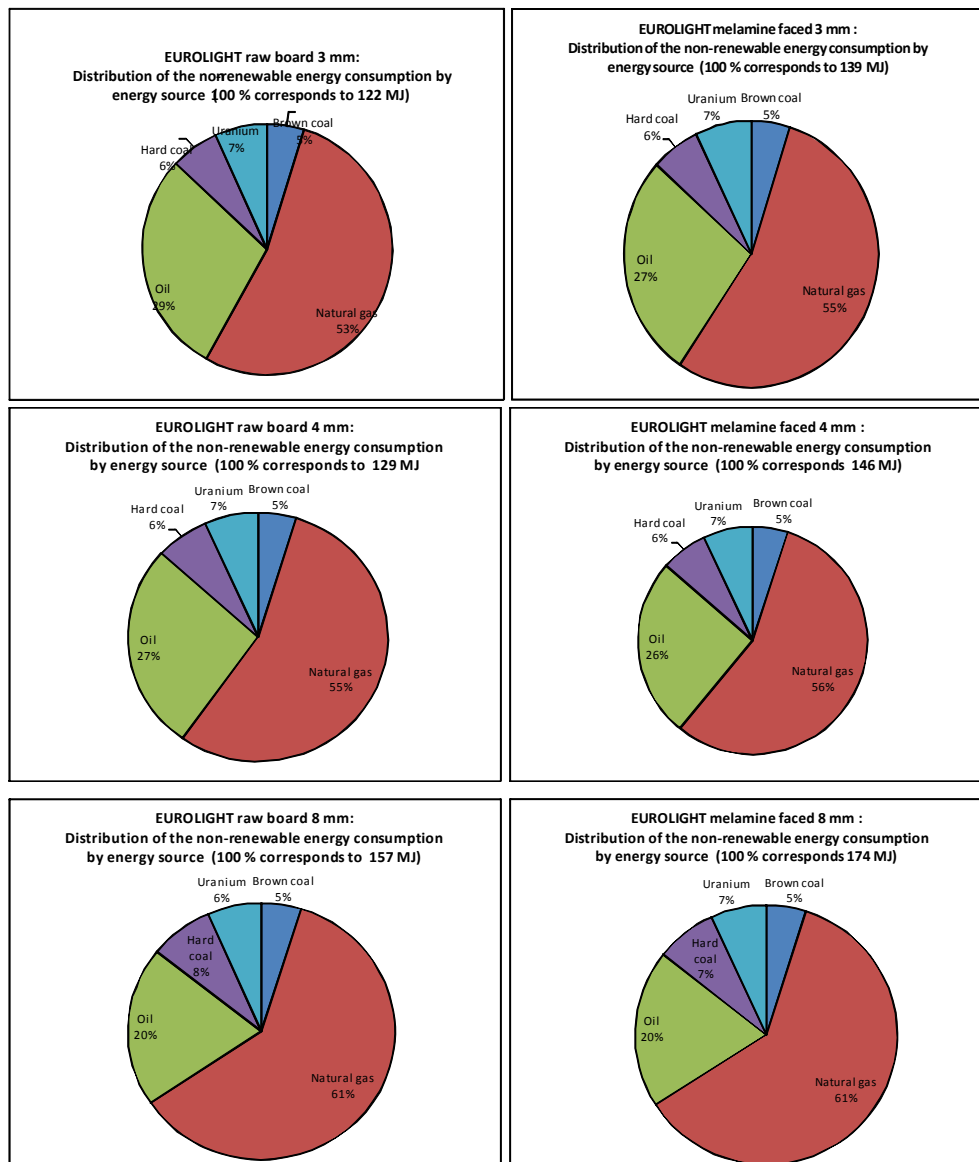 EUROLIGHT raw board 3 mm:
Distribution of the nonrenewable energy consumption by
energy source (100 % corresponds to 122 MJ)
Brown coal
5%
Natural gas
53%
Oil
29%
Hard coal
6%
Uranium
7%
EUROLIGHT melamine faced 3 mm :
Distribution of the non-renewable energy consumption by
energy source (100 % corresponds to 139 MJ)
Brown coal
5%
Natural gas
55%
Oil
27%
Hard coal
6%
Uranium
7%
EUROLIGHT raw board 4 mm:
Distribution of the non-renewable energy consumption
by energy source (100 % corresponds to 129 MJ
Brown coal
5%
Natural gas
55%
Oil
27%
Hard coal
6%
Uranium
7%
EUROLIGHT melamine faced 4 mm :
Distribution of the non-renewable energy consumption
by energy source (100 % corresponds 146 MJ)
Brown coal
5%
Natural gas
56%
Oil
26%
Hard coal
6%
Uranium
7%
EUROLIGHT raw board 8 mm:
Distribution of the non-renewable energy consumption
by energy source (100 % corresponds to 157 MJ)
Brown coal
5%
Natural gas
61%
Oil
20%
Hard
coal
8%
Uranium
6%
EUROLIGHT melamine faced 8 mm :
Distribution of the non-renewable energy consumption
by energy source (100 % corresponds 174 MJ)
Brown coal
5%
Natural gas
61%
Oil
20%
Hard
coal
7%
Uranium
7%